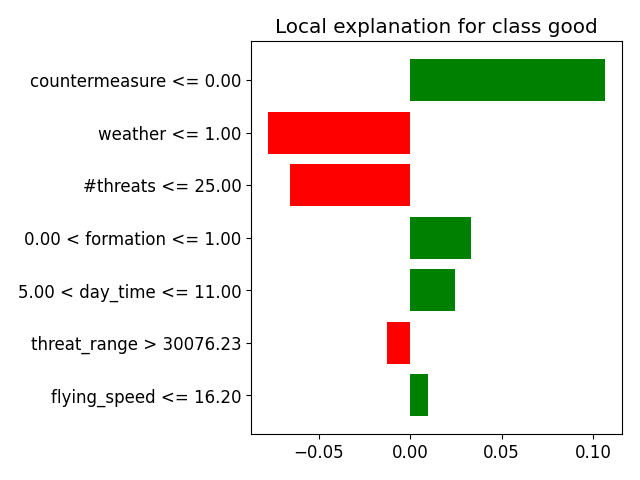 Local explanation for class good
countermeasure <= 0.00
weather <= 1.00
#threats <= 25.00
0.00 < formation <= 1.00
5.00 < day_time <= 11.00
threat_range > 30076.23
flying_speed <= 16.20
−0.05 0.00 0.05 0.10